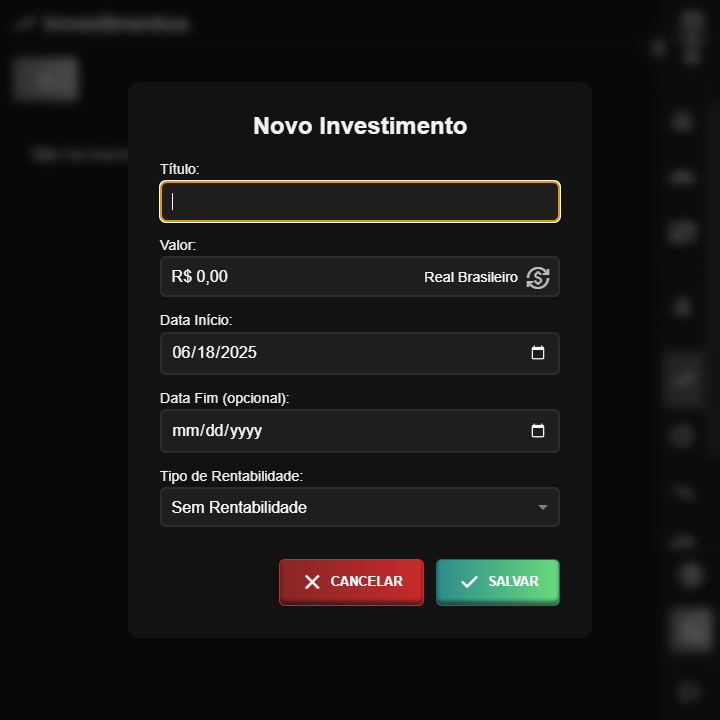 Investimentos
Novo Investimento
Título:
Valor:
R$ 0,00 Real Brasileiro
Data Início:
06/18/2025
Data Fim (opcional):
mm/dd/yyyy
Tipo de Rentabilidade:
Sem Rentabilidade
CANCELAR SALVAR